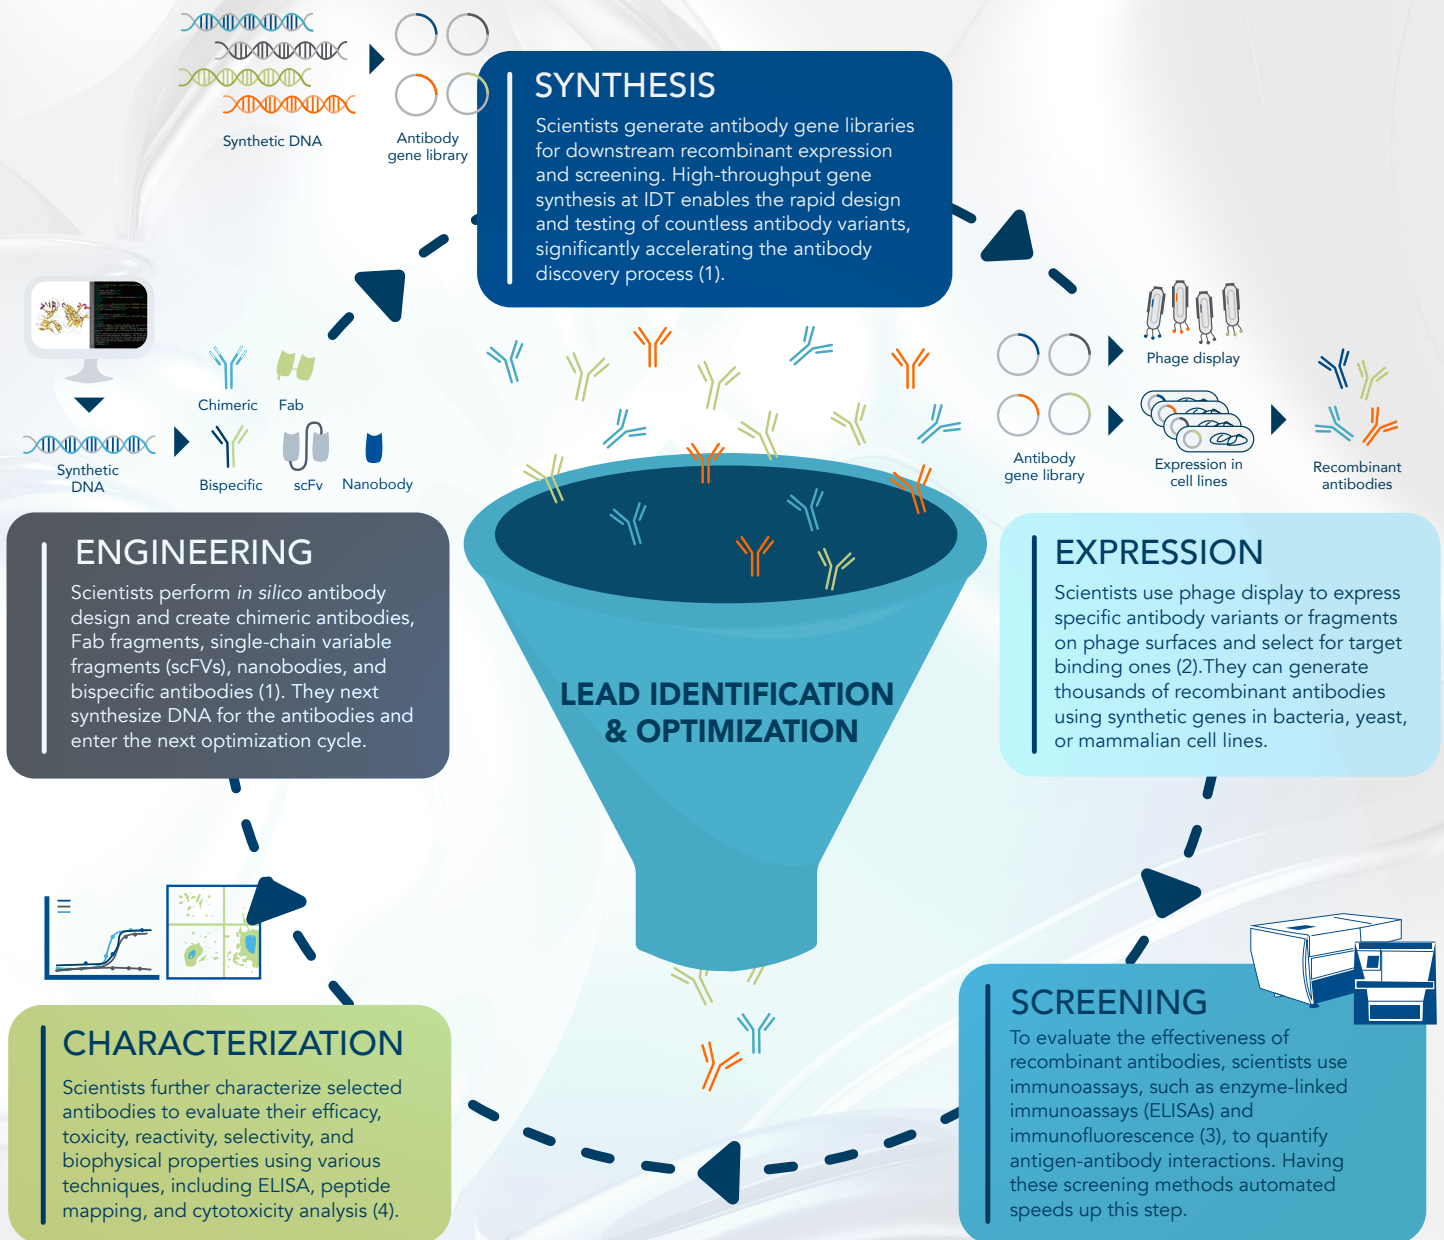 Synthetic DNA
Antibody
gene library
SYNTHESIS
Scientists generate antibody gene libraries
for downstream recombinant expression
and screening. High-throughput gene
synthesis at IDT enables the rapid design
and testing of countless antibody variants,
significantly accelerating the antibody
discovery process (1).
Chimeric
Fab
Synthetic
DNA
Bispecific
scFv
Nanobody
Phage display
Antibody
gene library
Expression in
cell lines
Recombinant
antibodies
ENGINEERING
Scientists perform in silico antibody
design and create chimeric antibodies,
Fab fragments, single-chain variable
fragments (scFVs), nanobodies, and
bispecific antibodies (1). They next
synthesize DNA for the antibodies and
enter the next optimization cycle.
LEAD IDENTIFICATION
& OPTIMIZATION
EXPRESSION
Scientists use phage display to express
specific antibody variants or fragments
on phage surfaces and select for target
binding ones (2).They can generate
thousands of recombinant antibodies
using synthetic genes in bacteria, yeast,
or mammalian cell lines.
CHARACTERIZATION
Scientists further characterize selected
antibodies to evaluate their efficacy,
toxicity, reactivity, selectivity, and
biophysical properties using various
techniques, including ELISA, peptide
mapping, and cytotoxicity analysis (4).
SCREENING
To evaluate the effectiveness of
recombinant antibodies, scientists use
immunoassays, such as enzyme-linked
immunoassays (ELISAs) and
immunofluorescence (3), to quantify
antigen-antibody interactions. Having
these screening methods automated
speeds up this step.